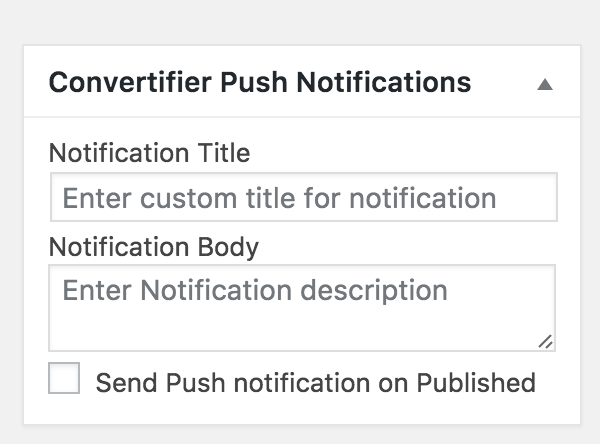 Convertifier Push Notifications
Notification Title
Enter custom title for notification
Notification Body
Enter Notification description
Send Push notification on Published